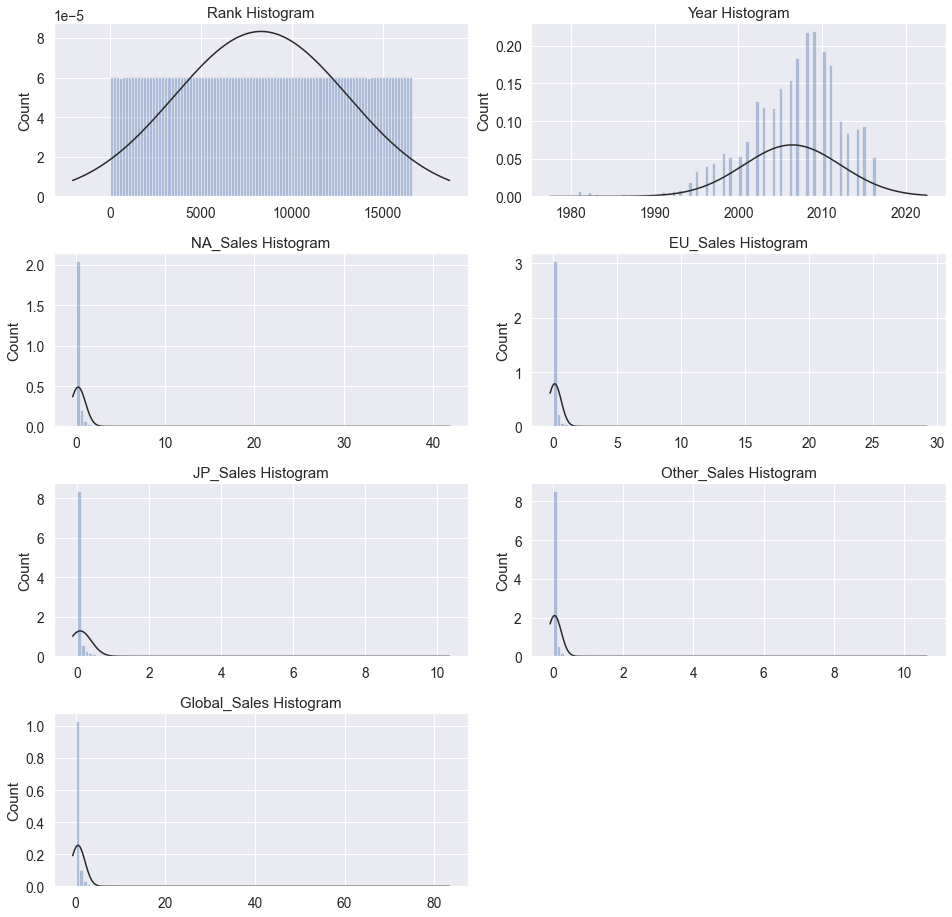 Rank Histogram
1e−5
8
6
4
2
0
Count
0 5000 10000 15000
Year Histogram
0.20
0.15
0.10
0.05
0.00
Count
1980 1990 2000 2010 2020
NA_Sales Histogram
2.0
1.5
1.0
0.5
0.0
Count
0 10 20 30 40
EU_Sales Histogram
3
2
1
0
Count
0 5 10 15 20 25 30
JP_Sales Histogram
8
6
4
2
0
Count
0 2 4 6 8 10
Other_Sales Histogram
8
6
4
2
0
Count
0 2 4 6 8 10
Global_Sales Histogram
1.0
0.8
0.6
0.4
0.2
0.0
Count
0 20 40 60 80